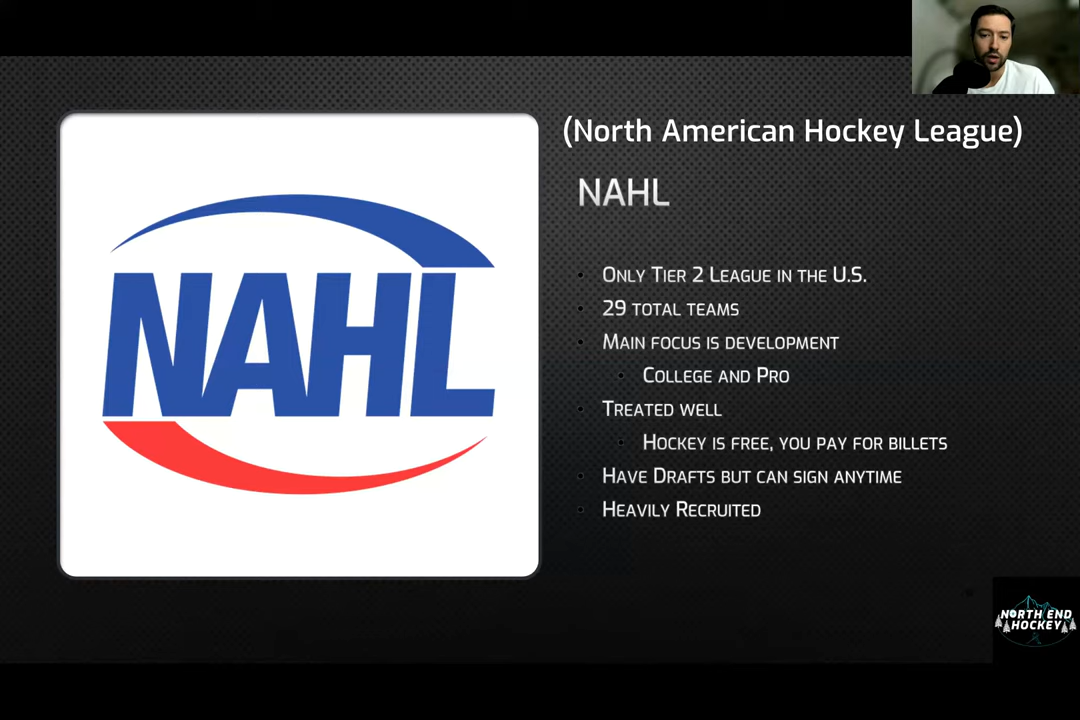 (North American Hockey League)
NAHL
NAHL
Only Tier 2 League in the U.S.
29 total teams
Main focus is development
College and Pro
Treated well
Hockey is free, you pay for billets
Have Drafts but can sign anytime
Heavily Recruited
NORTH END
HOCKEY